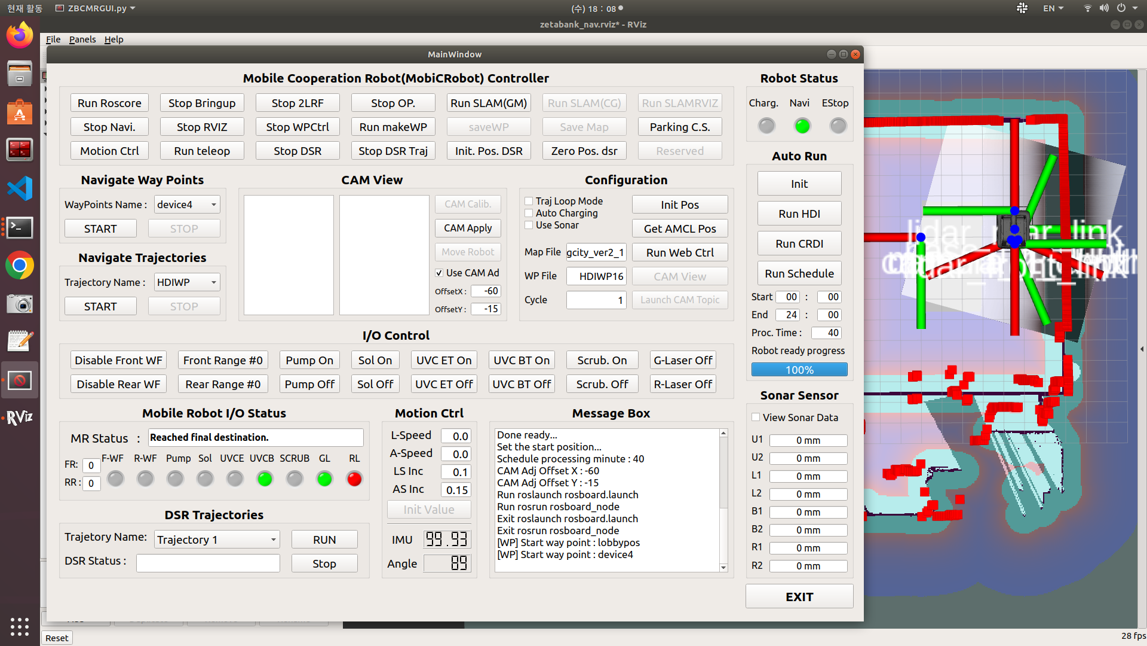 현재 활동 ZBCMRGUI.py (수) 18 : 08 EN
zetabank_nav.rviz* - RViz
File Panels Help
MainWindow
Mobile Cooperation Robot(MobiCRobot) Controller
Run Roscore Stop Bringup Stop 2LRF Stop OP. Run SLAM(GM) Run SLAM(CG) Run SLAMRVIZ
Stop Navi. Stop RVIZ Stop WPCtrl Run makeWP saveWP Save Map Parking C.S.
Motion Ctrl Run teleop Stop DSR Stop DSR Traj Init. Pos. DSR Zero Pos. dsr Reserved
Robot Status
Charg. Navi EStop
Navigate Way Points
WayPoints Name : device4
START STOP
Navigate Trajectories
Trajectory Name : HDIWP
START STOP
CAM View
CAM Calib.
CAM Apply
Move Robot
Use CAM Ad
OffsetX : -60
OffsetY : -15
Configuration
Traj Loop Mode
Auto Charging
Use Sonar
Init Pos
Get AMCL Pos
Map File gcity_ver2_1 Run Web Ctrl
WP File HDIWP16 CAM View
Cycle 1 Launch CAM Topic
Auto Run
Init
Run HDI
Run CRDI
Run Schedule
Start 00 : 00
End 24 : 00
Proc. Time : 40
Robot ready progress
100%
I/O Control
Disable Front WF Front Range #0 Pump On Sol On UVC ET On UVC BT On Scrub. On G-Laser Off
Disable Rear WF Rear Range #0 Pump Off Sol Off UVC ET Off UVC BT Off Scrub. Off R-Laser Off
Mobile Robot I/O Status
MR Status : Reached final destination.
F-WF R-WF Pump Sol UVCE UVCB SCRUB GL RL
FR: 0
RR : 0
DSR Trajectories
Trajetory Name: Trajectory 1 RUN
DSR Status : Stop
Motion Ctrl
L-Speed 0.0
A-Speed 0.0
LS Inc 0.1
AS Inc 0.15
Init Value
IMU 99.93
Angle 89
Message Box
Done ready...
Set the start position...
Schedule processing minute : 40
CAM Adj Offset X : -60
CAM Adj Offset Y : -15
Run roslaunch rosboard.launch
Run rosrun rosboard_node
Exit roslaunch rosboard.launch
Exit rosrun rosboard_node
[WP] Start way point : lobbypos
[WP] Start way point : device4
Sonar Sensor
View Sonar Data
U1 0 mm
U2 0 mm
L1 0 mm
L2 0 mm
B1 0 mm
B2 0 mm
R1 0 mm
R2 0 mm
EXIT
RViz
Reset
28 fps